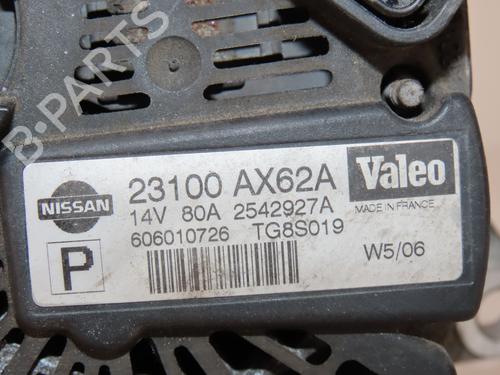 B-PARTS
NISSAN
23100 AX62A
Valeo
14V 80A 2542927A
MADE IN FRANCE
606010726 TG8S019
P
W5/06